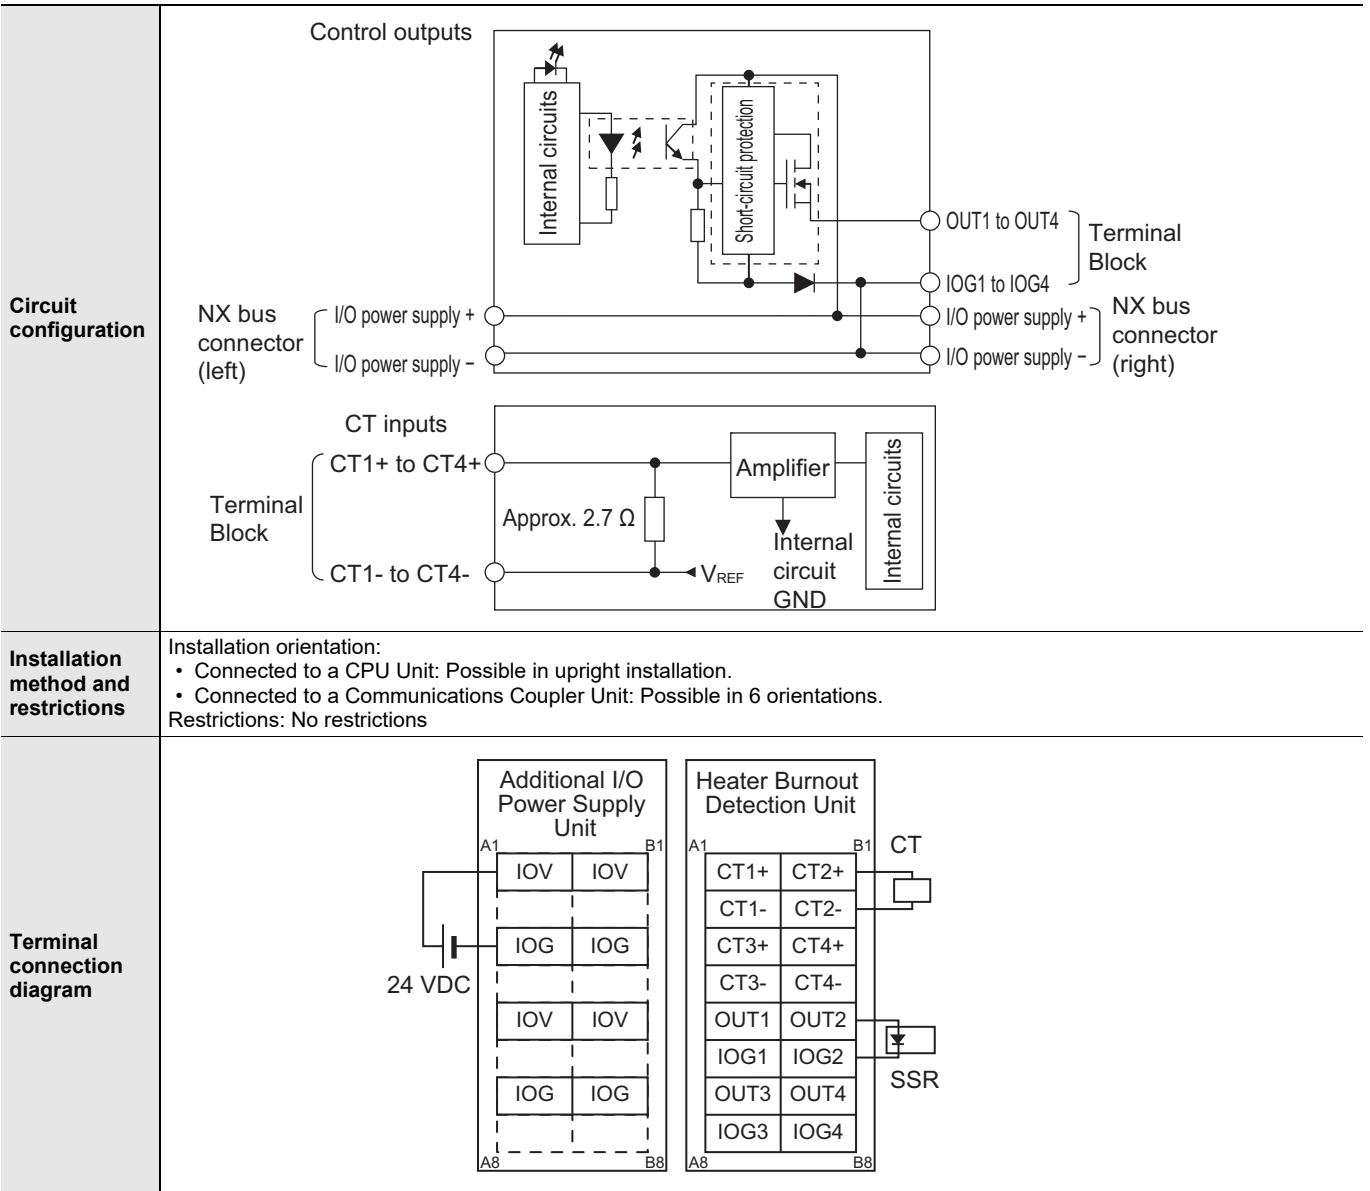 Circuit
configuration
Control outputs
Internal circuits
Short-circuit protection
OUT1 to OUT4
IOG1 to IOG4
Terminal
Block
NX bus
connector
(left)
I/O power supply +
I/O power supply −
I/O power supply +
I/O power supply −
NX bus
connector
(right)
CT inputs
CT1+ to CT4+
Terminal
Block
CT1- to CT4-
Approx. 2.7 Ω
Amplifier
Internal
circuit
GND
VREF
Internal circuits
Installation
method and
restrictions
Installation orientation:
• Connected to a CPU Unit: Possible in upright installation.
• Connected to a Communications Coupler Unit: Possible in 6 orientations.
Restrictions: No restrictions
Terminal
connection
diagram
Additional I/O
Power Supply
Unit
A1 B1
IOV IOV
IOG IOG
IOV IOV
IOG IOG
A8 B8
24 VDC
Heater Burnout
Detection Unit
A1 B1
CT1+ CT2+
CT1- CT2-
CT3+ CT4+
CT3- CT4-
OUT1 OUT2
IOG1 IOG2
OUT3 OUT4
IOG3 IOG4
A8 B8
CT
SSR